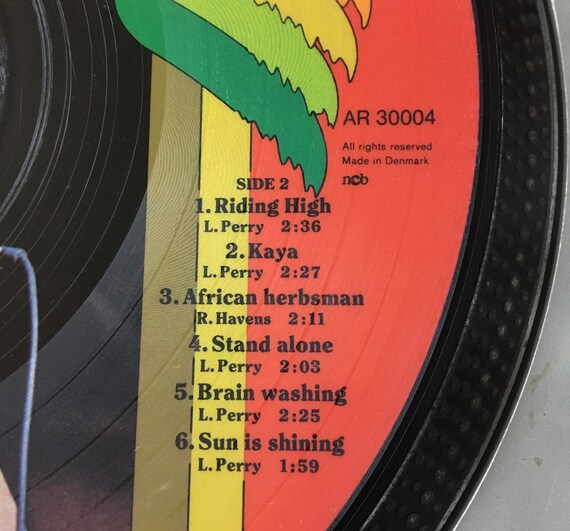 AR 30004
All rights reserved
Made in Denmark
ncb
SIDE 2
1. Riding High
L. Perry 2:36
2. Kaya
L. Perry 2:27
3. African herbsman
R. Havens 2:11
4. Stand alone
L. Perry 2:03
5. Brain washing
L. Perry 2:25
6. Sun is shining
L. Perry 1:59